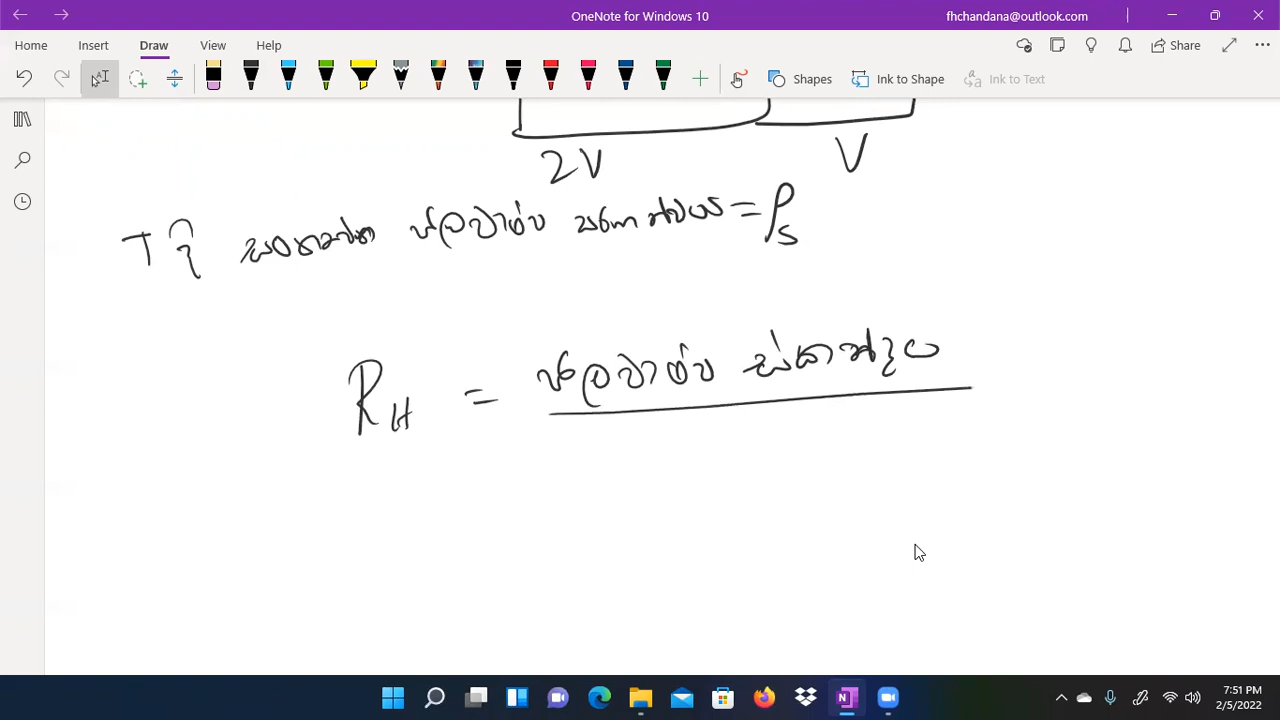 OneNote for Windows 10
fhchandana@outlook.com
Home Insert Draw View Help
Share
Shapes Ink to Shape Ink to Text
2V V
T හි සංතෘප්ත ජලවාෂ්ප ඝනත්වය = ρs
RH = ජලවාෂ්ප ස්කන්ධය
7:51 PM
2/5/2022